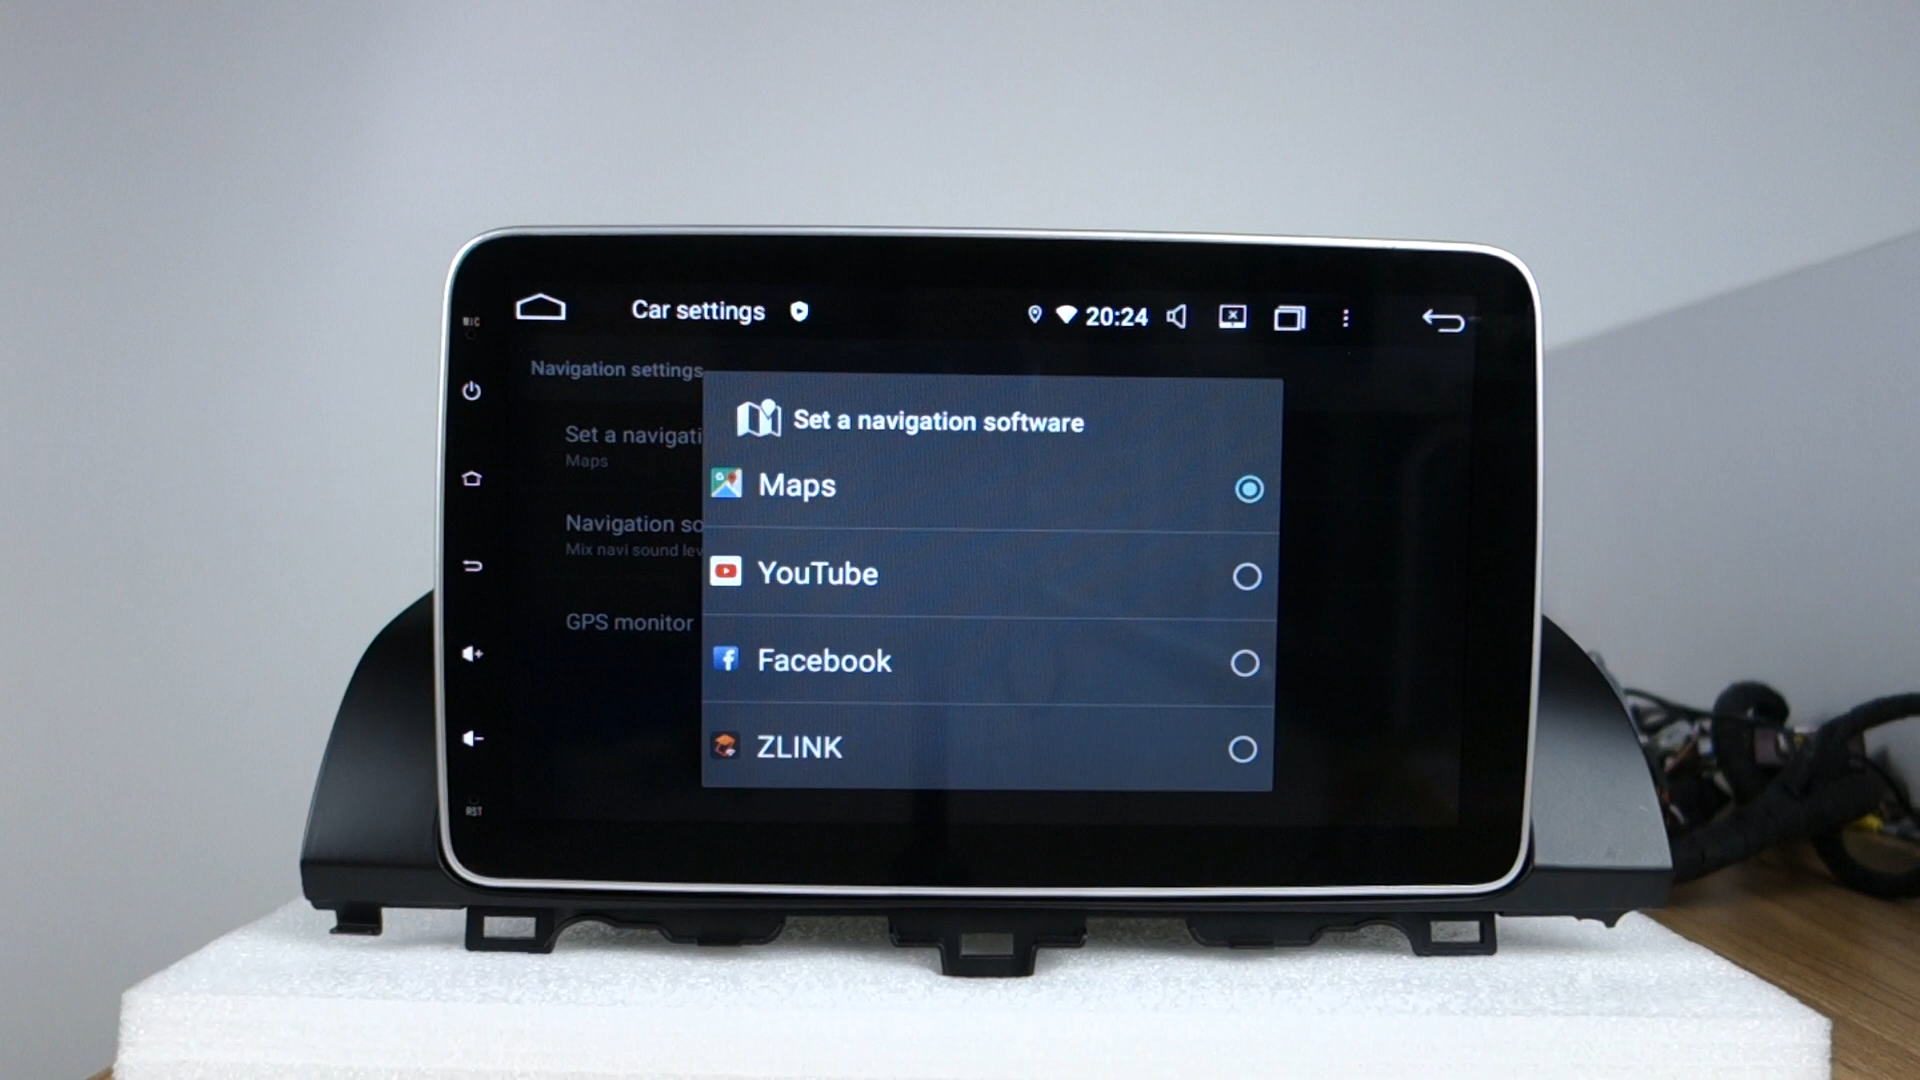 MIC
Car settings
20:24
Navigation settings
Set a navigati
Maps
Navigation so
Mix navi sound lev
GPS monitor
Set a navigation software
Maps
YouTube
Facebook
ZLINK
RST